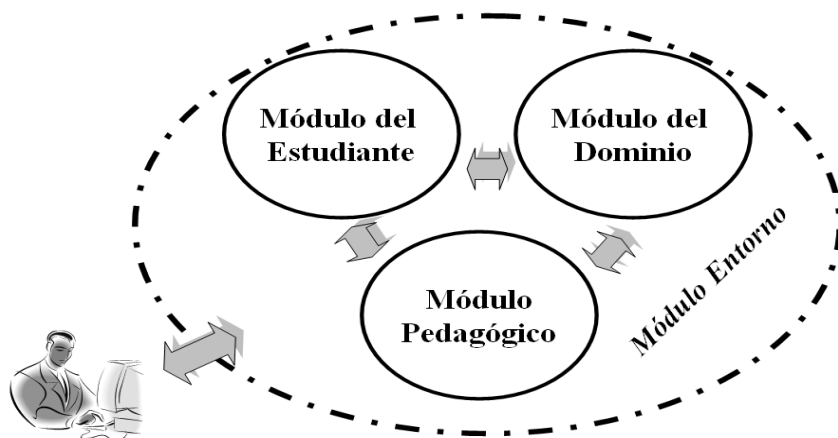 Módulo del
Estudiante
Módulo del
Dominio
Módulo
Pedagógico
Módulo Entorno